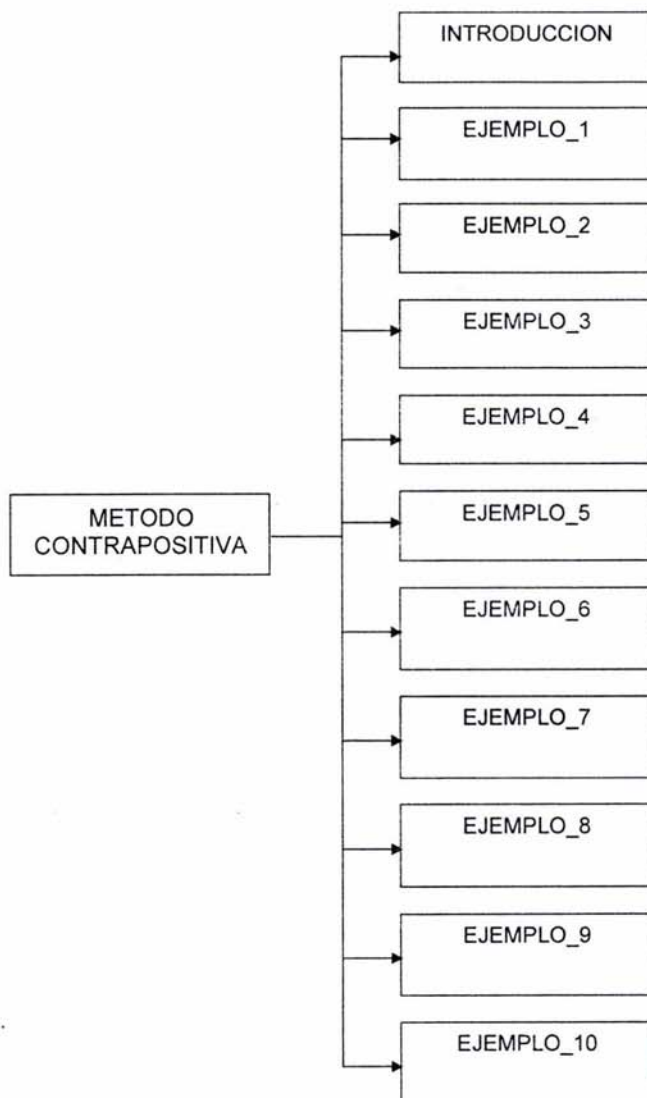 INTRODUCCION
EJEMPLO_1
EJEMPLO_2
EJEMPLO_3
EJEMPLO_4
METODO
CONTRAPOSITIVA
EJEMPLO_5
EJEMPLO_6
EJEMPLO_7
EJEMPLO_8
EJEMPLO_9
EJEMPLO_10